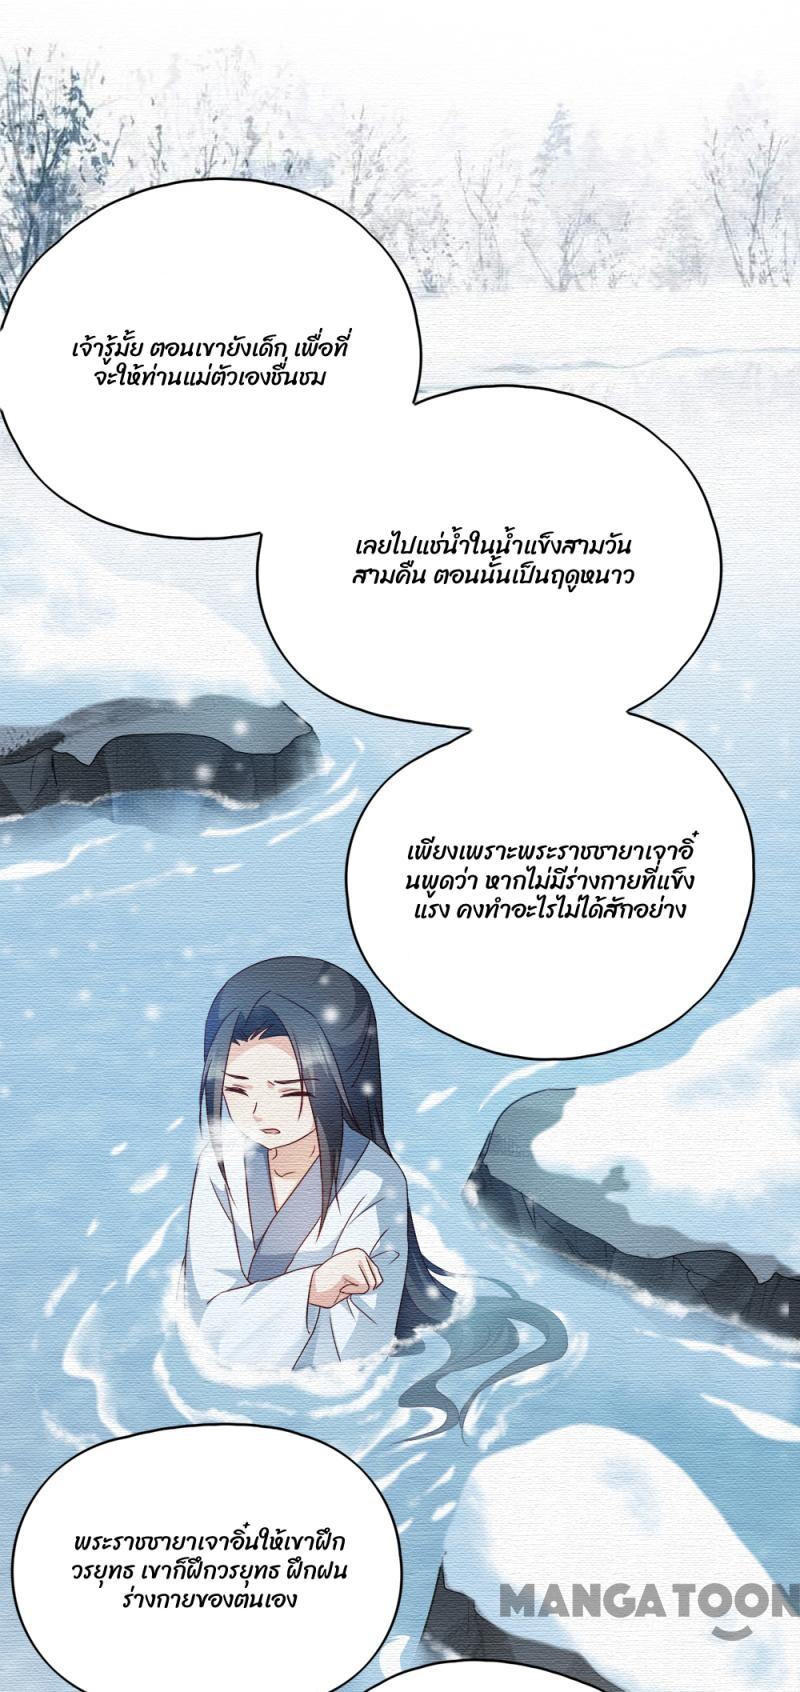 เจ้ารู้มั้ย ตอนเขายังเด็ก เพื่อที่
จะให้ท่านแม่ตัวเองชื่นชม
เลยไปแช่น้ำในน้ำแข็งสามวัน
สามคืน ตอนนั้นเป็นฤดูหนาว
เพียงเพราะพระราชชายาเจาอิ๋
นพูดว่า หากไม่มีร่างกายที่แข็ง
แรง คงทำอะไรไม่ได้สักอย่าง
พระราชชายาเจาอิ๋นให้เขาฝึก
วรยุทธ เขาก็ฝึกวรยุทธ ฝึกฝน
ร่างกายของตนเอง
MANGATOON